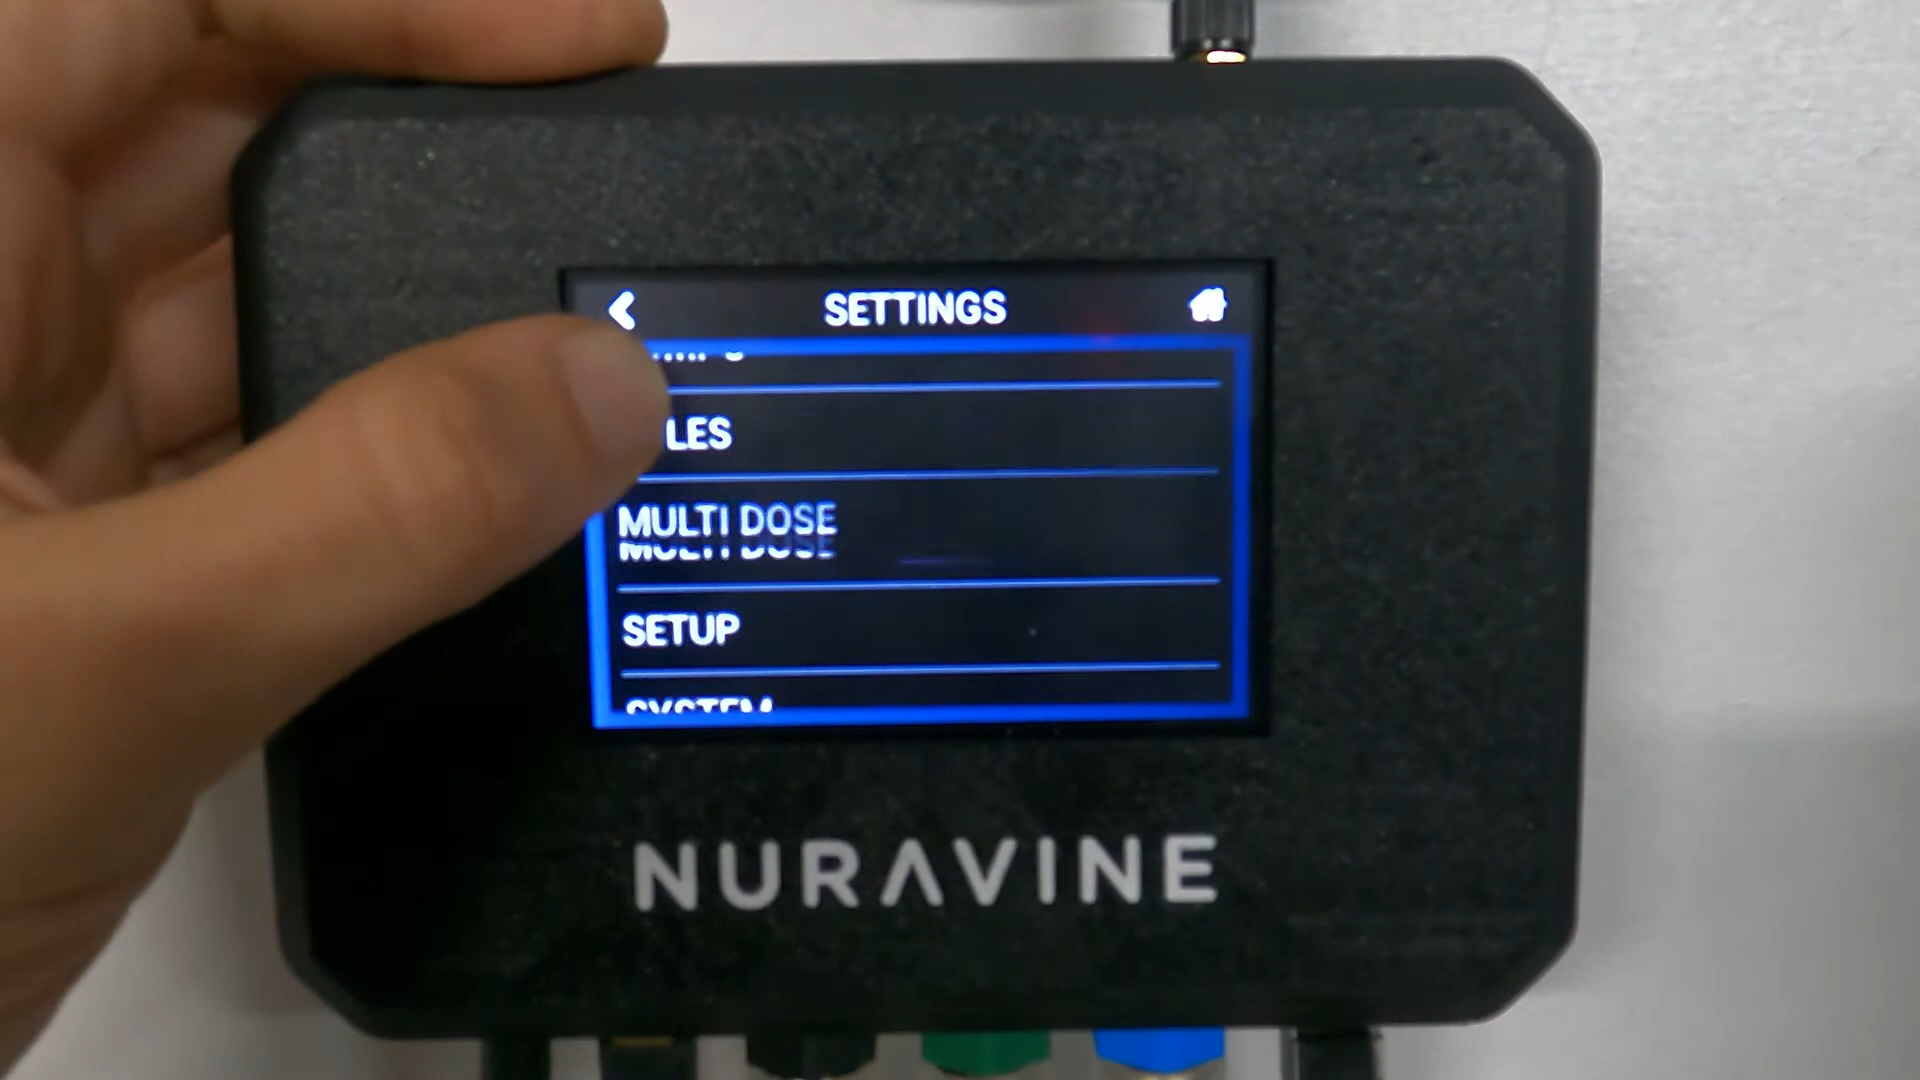 SETTINGS
LES
MULTI DOSE
SETUP
SYSTEM
NURAVINE